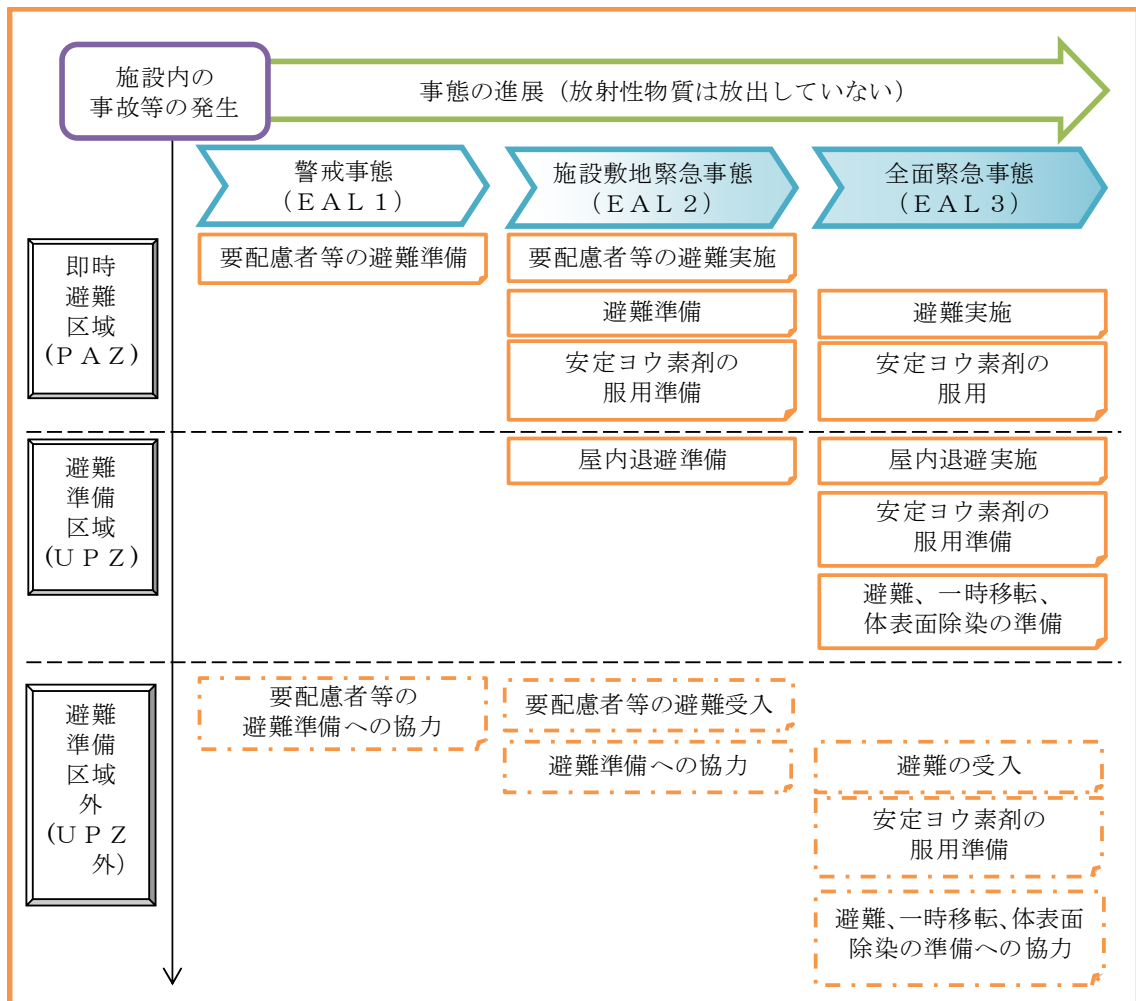 施設内の
事故等の発生
事態の進展（放射性物質は放出していない）
警戒事態
（ＥＡＬ１）
施設敷地緊急事態
（ＥＡＬ２）
全面緊急事態
（ＥＡＬ３）
即時
避難
区域
(ＰＡＺ)
要配慮者等の避難準備
要配慮者等の避難実施
避難準備
避難実施
安定ヨウ素剤の
服用準備
安定ヨウ素剤の
服用
避難
準備
区域
(ＵＰＺ)
屋内退避準備
屋内退避実施
安定ヨウ素剤の
服用準備
避難、一時移転、
体表面除染の準備
避難
準備
区域
外
(ＵＰＺ
外)
要配慮者等の
避難準備への協力
要配慮者等の避難受入
避難準備への協力
避難の受入
安定ヨウ素剤の
服用準備
避難、一時移転、体表面
除染の準備への協力